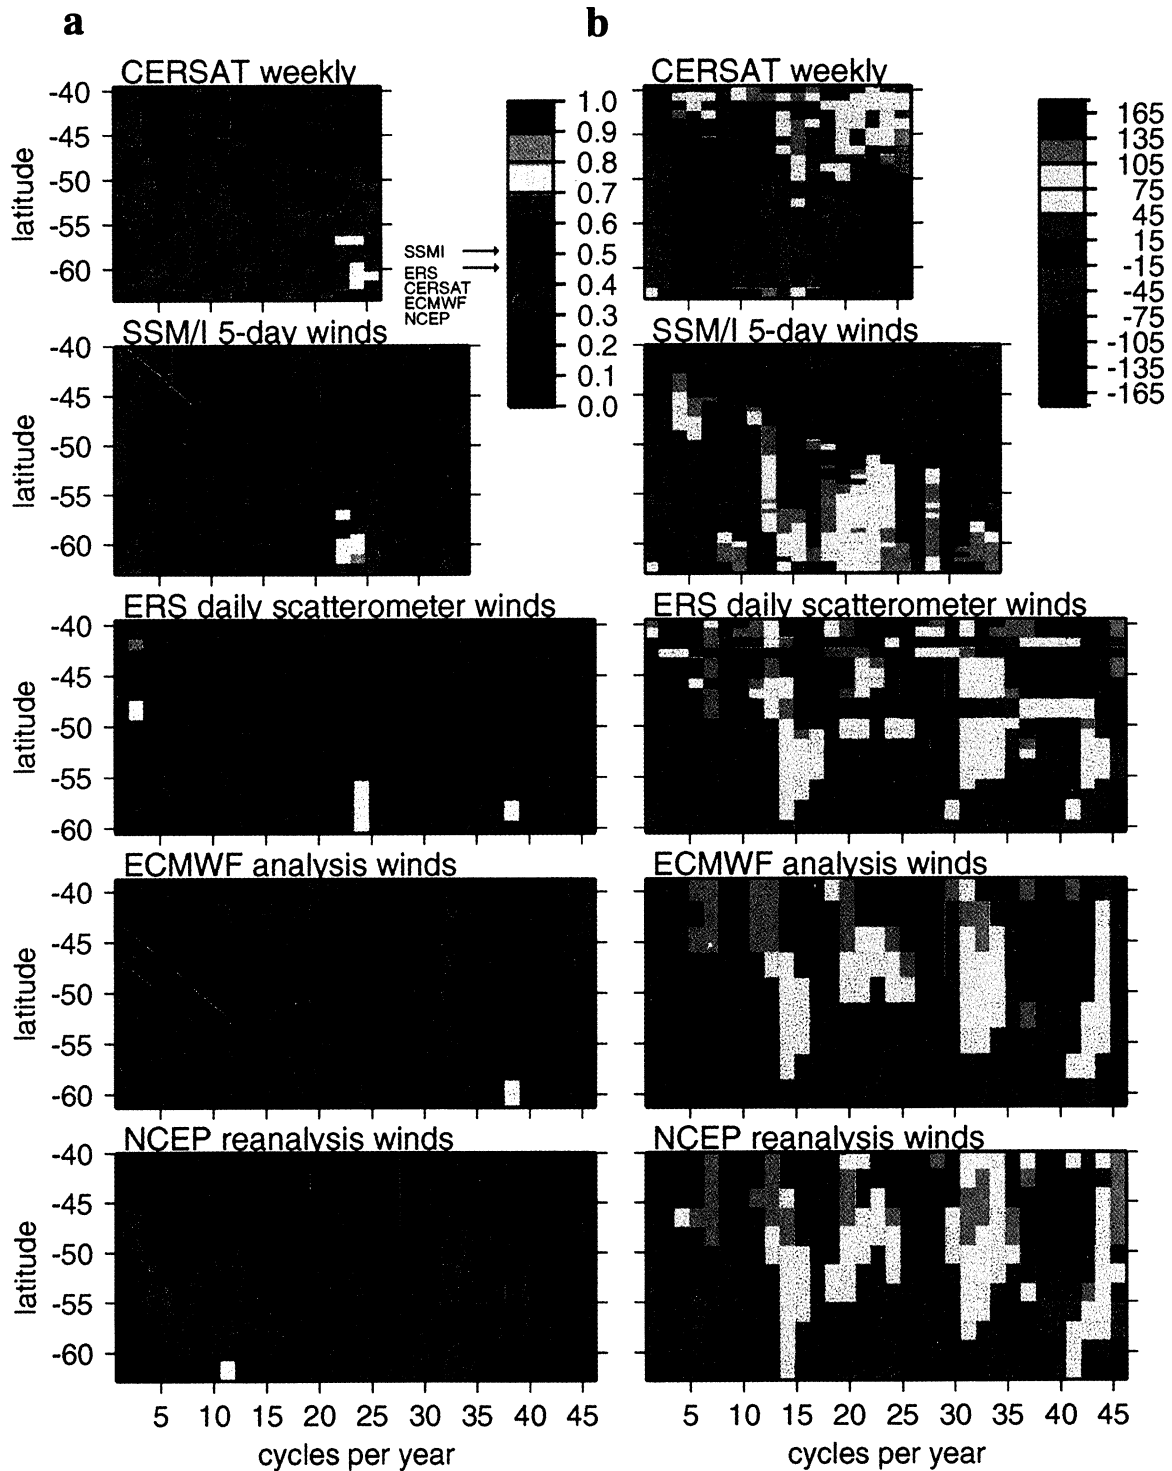 a
b
CERSAT weekly
-40
-45
-50
-55
-60
latitude
SSMI
ERS
CERSAT
ECMWF
NCEP
1.0
0.9
0.8
0.7
0.6
0.5
0.4
0.3
0.2
0.1
0.0
CERSAT weekly
165
135
105
75
45
15
-15
-45
-75
-105
-135
-165
SSM/I 5-day winds
-40
-45
-50
-55
-60
latitude
SSM/I 5-day winds
ERS daily scatterometer winds
-40
-45
-50
-55
-60
latitude
ERS daily scatterometer winds
ECMWF analysis winds
-40
-45
-50
-55
-60
latitude
ECMWF analysis winds
NCEP reanalysis winds
-40
-45
-50
-55
-60
latitude
5 10 15 20 25 30 35 40 45
cycles per year
NCEP reanalysis winds
5 10 15 20 25 30 35 40 45
cycles per year